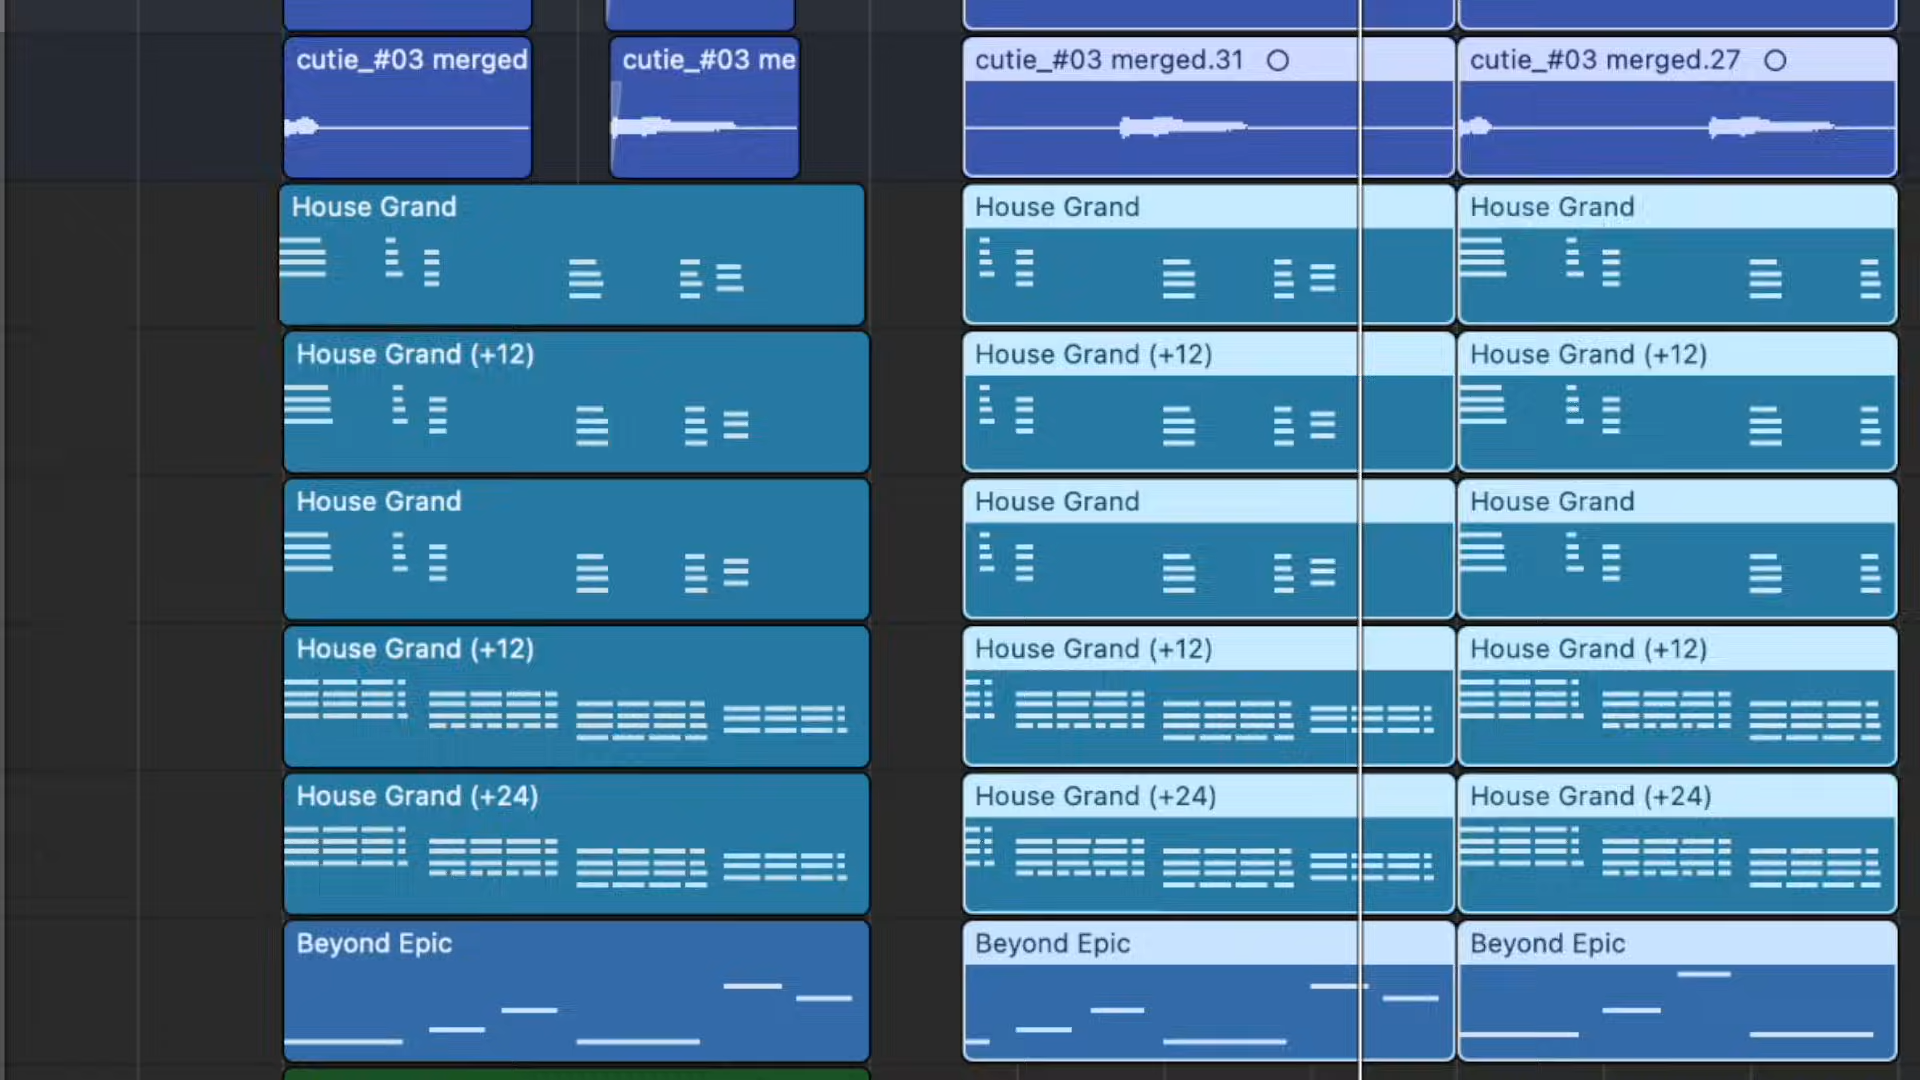 cutie_#03 merged
cutie_#03 me
cutie_#03 merged.31
cutie_#03 merged.27
House Grand
House Grand
House Grand
House Grand (+12)
House Grand (+12)
House Grand (+12)
House Grand
House Grand
House Grand
House Grand (+12)
House Grand (+12)
House Grand (+12)
House Grand (+24)
House Grand (+24)
House Grand (+24)
Beyond Epic
Beyond Epic
Beyond Epic